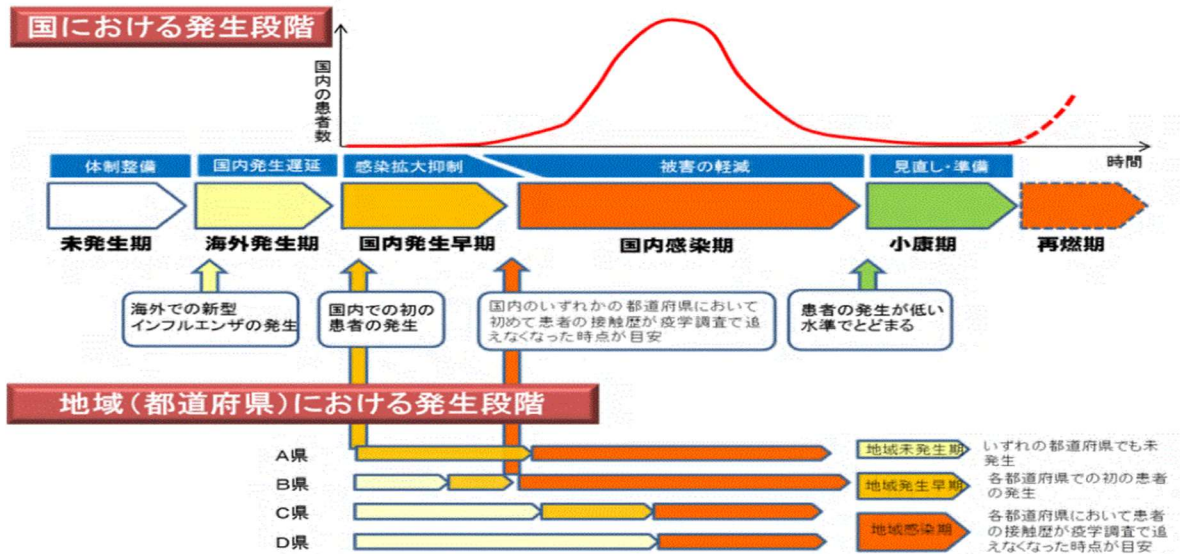 国における発生段階
国内の患者数
時間
体制整備
国内発生遅延
感染拡大抑制
被害の軽減
見直し・準備
未発生期
海外発生期
国内発生早期
国内感染期
小康期
再燃期
海外での新型
インフルエンザの発生
国内での初の
患者の発生
国内のいずれかの都道府県において
初めて患者の接触歴が疫学調査で追
えなくなった時点が目安
患者の発生が低い
水準でとどまる
地域(都道府県)における発生段階
A県
B県
C県
D県
地域未発生期
いずれの都道府県でも未
発生
地域発生早期
各都道府県での初の患者
の発生
地域感染期
各都道府県において患者
の接触歴が疫学調査で追
えなくなった時点が目安